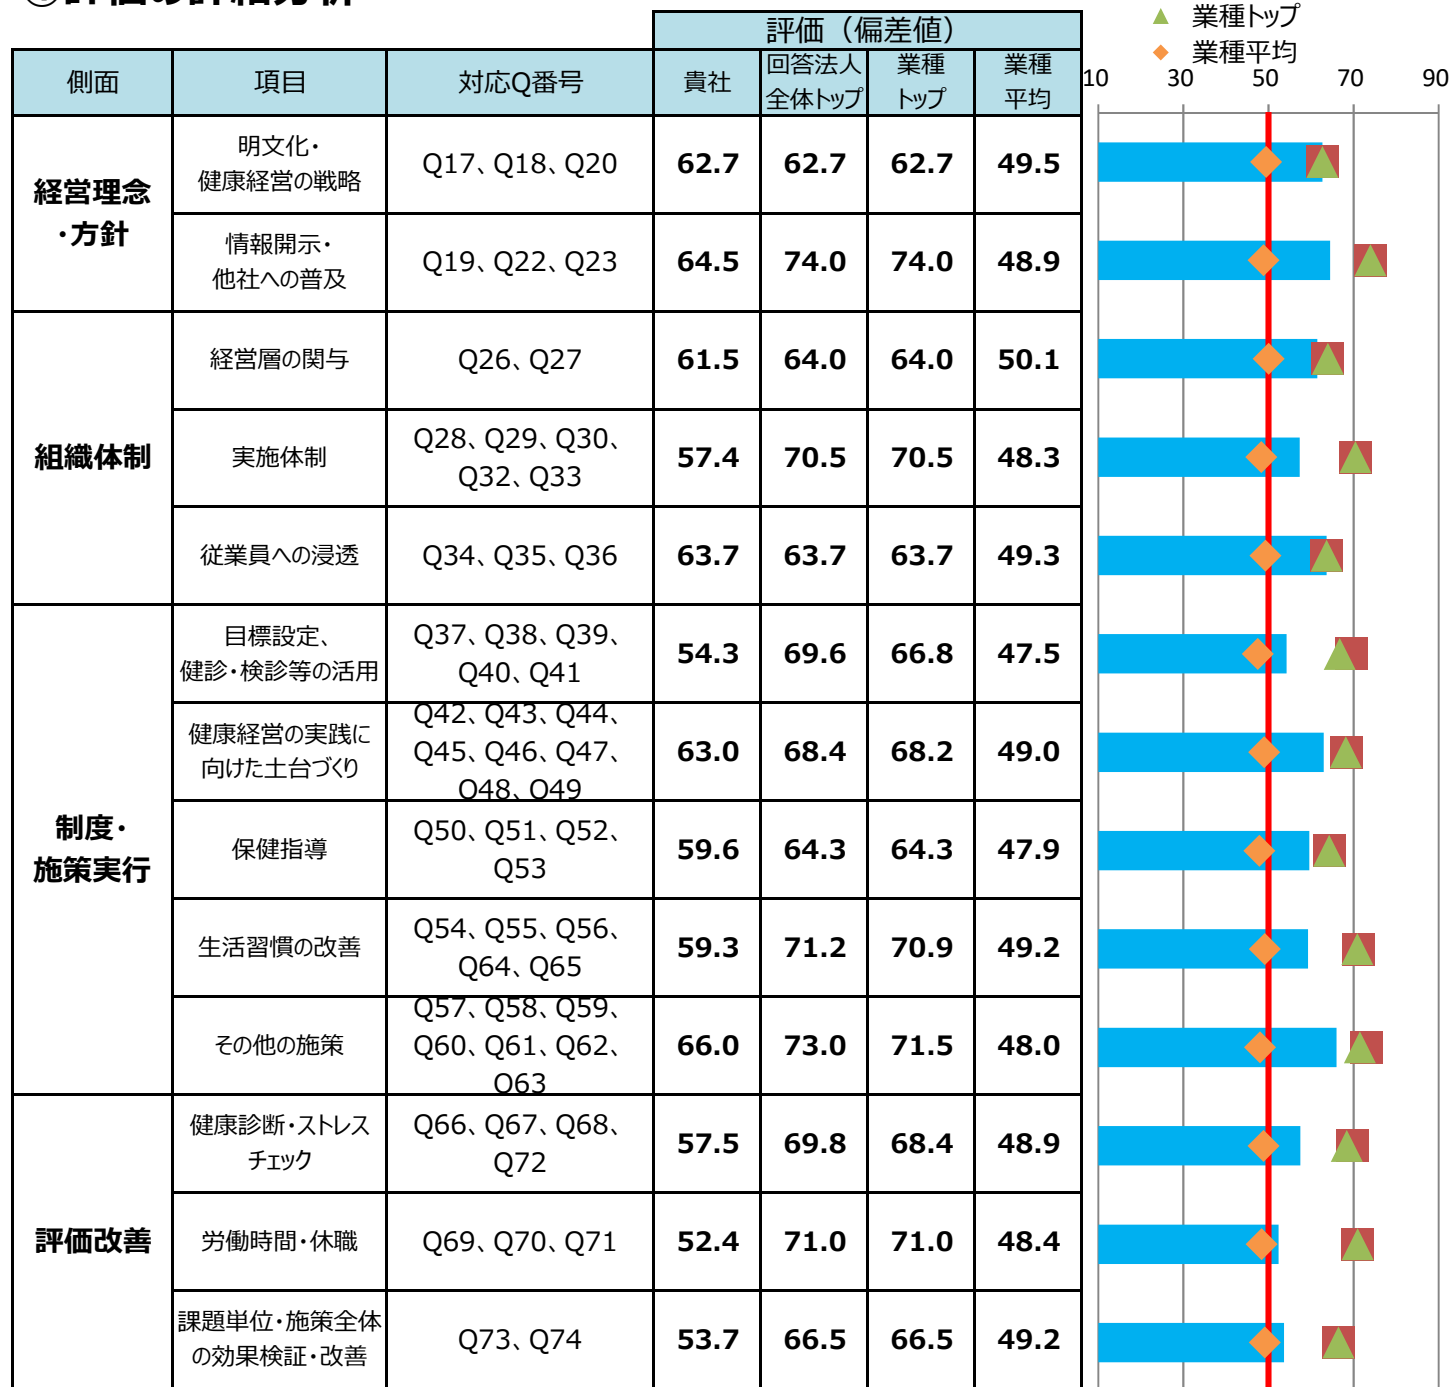 ③評価の詳細分析
評価（偏差値）
側面 項目 対応Q番号 貴社 回答法人 業種 業種
全体トップ トップ 平均
▲ 業種トップ
◆ 業種平均
10 30 50 70 90
経営理念
・方針
明文化・
健康経営の戦略
Q17、Q18、Q20 62.7 62.7 62.7 49.5
情報開示・
他社への普及
Q19、Q22、Q23 64.5 74.0 74.0 48.9
組織体制
経営層の関与 Q26、Q27 61.5 64.0 64.0 50.1
実施体制
Q28、Q29、Q30、
Q32、Q33
57.4 70.5 70.5 48.3
従業員への浸透 Q34、Q35、Q36 63.7 63.7 63.7 49.3
制度・
施策実行
目標設定、
健診・検診等の活用
Q37、Q38、Q39、
Q40、Q41
54.3 69.6 66.8 47.5
健康経営の実践に
向けた土台づくり
Q42、Q43、Q44、
Q45、Q46、Q47、
Q48、Q49
63.0 68.4 68.2 49.0
保健指導
Q50、Q51、Q52、
Q53
59.6 64.3 64.3 47.9
生活習慣の改善
Q54、Q55、Q56、
Q64、Q65
59.3 71.2 70.9 49.2
その他の施策
Q57、Q58、Q59、
Q60、Q61、Q62、
Q63
66.0 73.0 71.5 48.0
評価改善
健康診断・ストレス
チェック
Q66、Q67、Q68、
Q72
57.5 69.8 68.4 48.9
労働時間・休職 Q69、Q70、Q71 52.4 71.0 71.0 48.4
課題単位・施策全体
の効果検証・改善
Q73、Q74 53.7 66.5 66.5 49.2